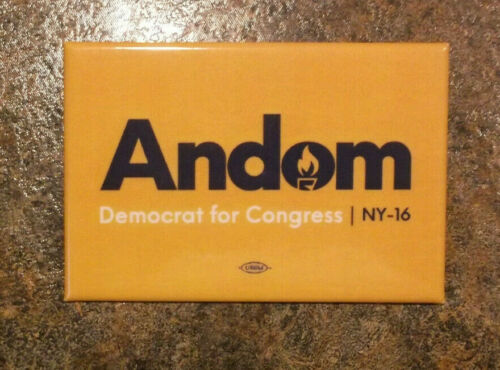 Andom
Democrat for Congress | NY-16